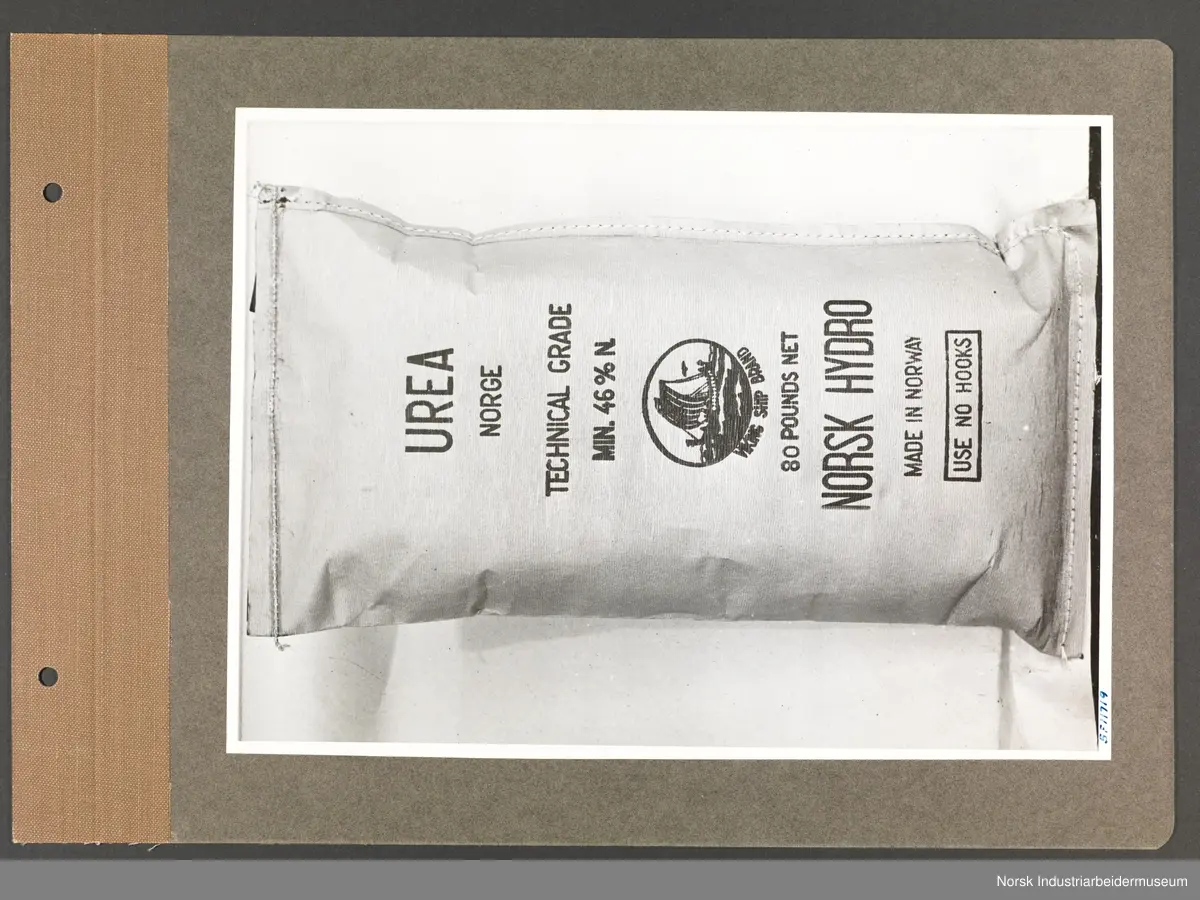 UREA
NORGE
TECHNICAL GRADE
MIN. 46% N.
VIKING SHIP BRAND
80 POUNDS NET
NORSK HYDRO
MADE IN NORWAY
USE NO HOOKS
Norsk Industriarbeidermuseum